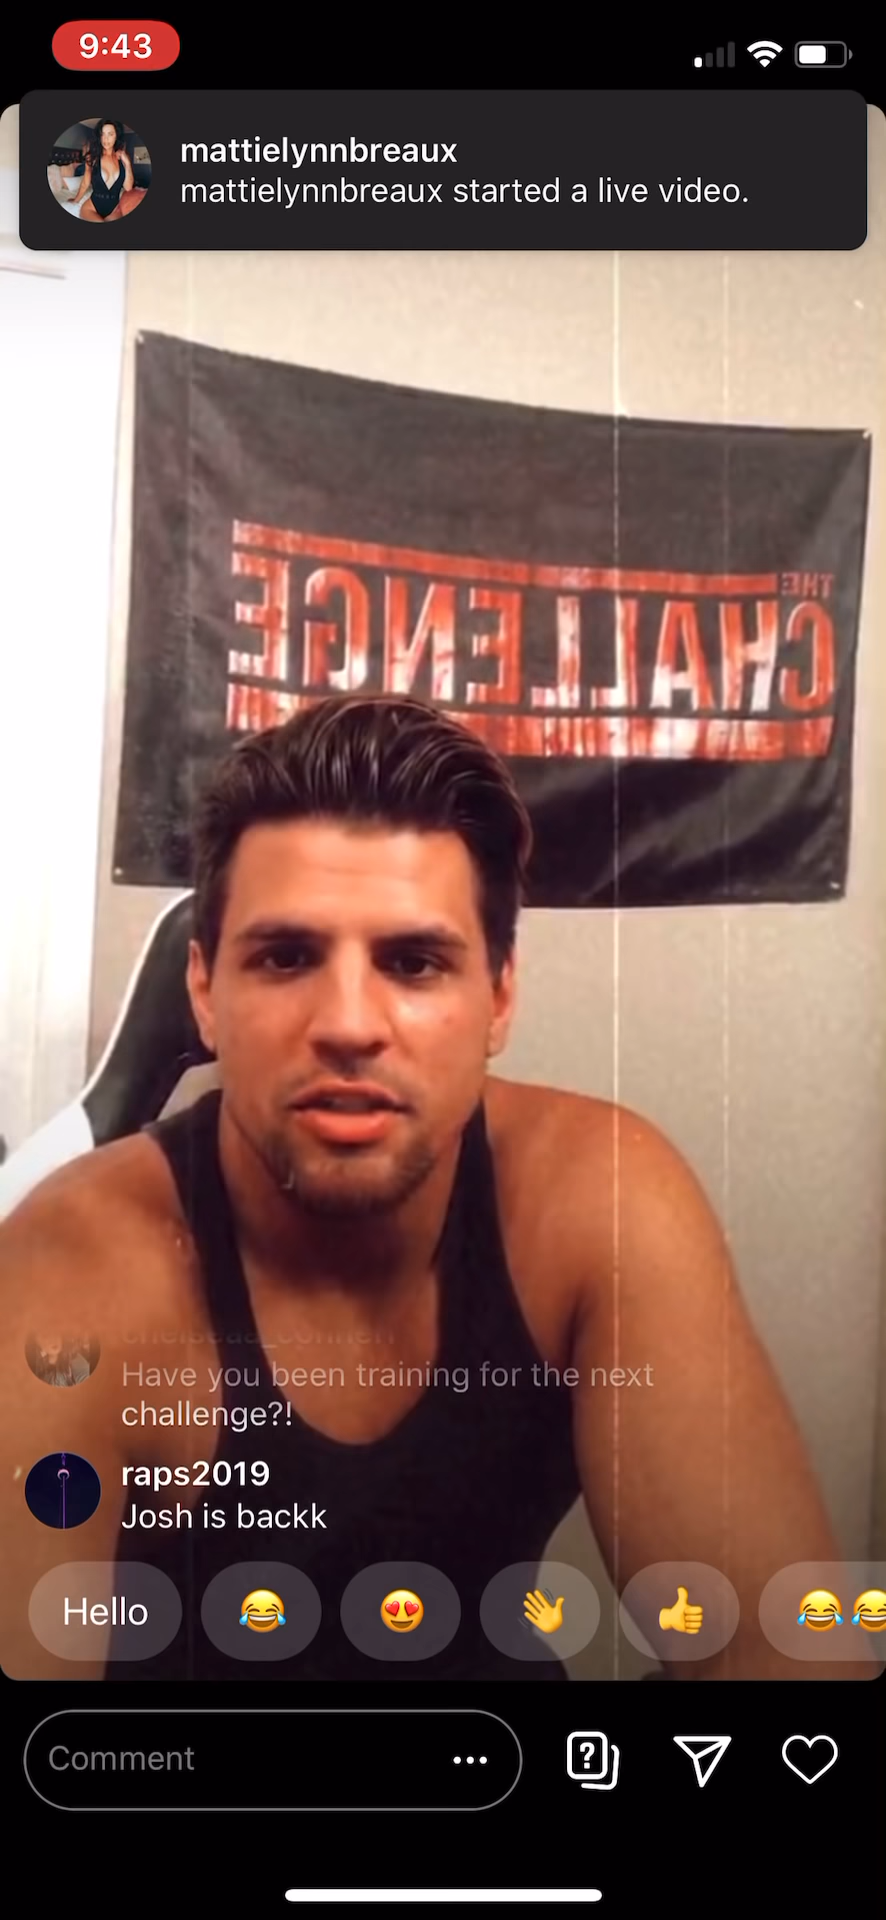 9:43
mattielynnbreaux
mattielynnbreaux started a live video.
THE
CHALLENGE
Have you been training for the next
challenge?!
raps2019
Josh is backk
Hello
Comment